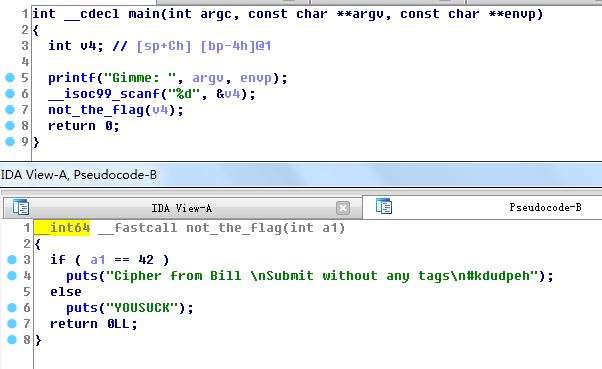 1 int __cdecl main(int argc, const char **argv, const char **envp)
2 {
3 int v4; // [sp+Ch] [bp-4h]@1
4
5 printf("Gimme: ", argv, envp);
6 __isoc99_scanf("%d", &v4);
7 not_the_flag(v4);
8 return 0;
9 }
IDA View-A, Pseudocode-B
IDA View-A Pseudocode-B
1 __int64 __fastcall not_the_flag(int a1)
2 {
3 if ( a1 == 42 )
4 puts("Cipher from Bill \nSubmit without any tags\n#kdudpeh");
5 else
6 puts("YOUSUCK");
7 return 0LL;
8 }